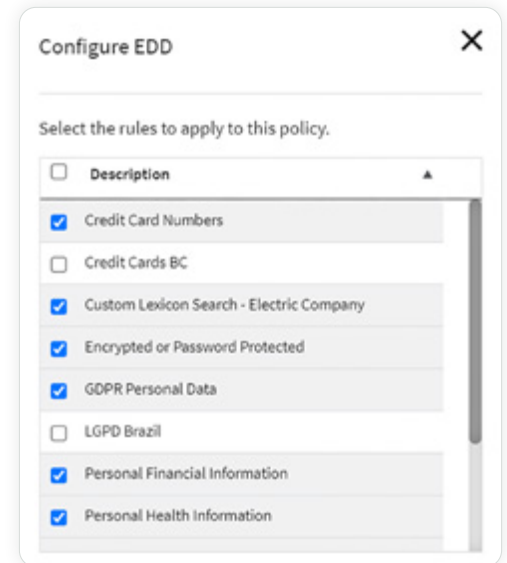 Configure EDD
Select the rules to apply to this policy.
Description
Credit Card Numbers
Credit Cards BC
Custom Lexicon Search - Electric Company
Encrypted or Password Protected
GDPR Personal Data
LGPD Brazil
Personal Financial Information
Personal Health Information